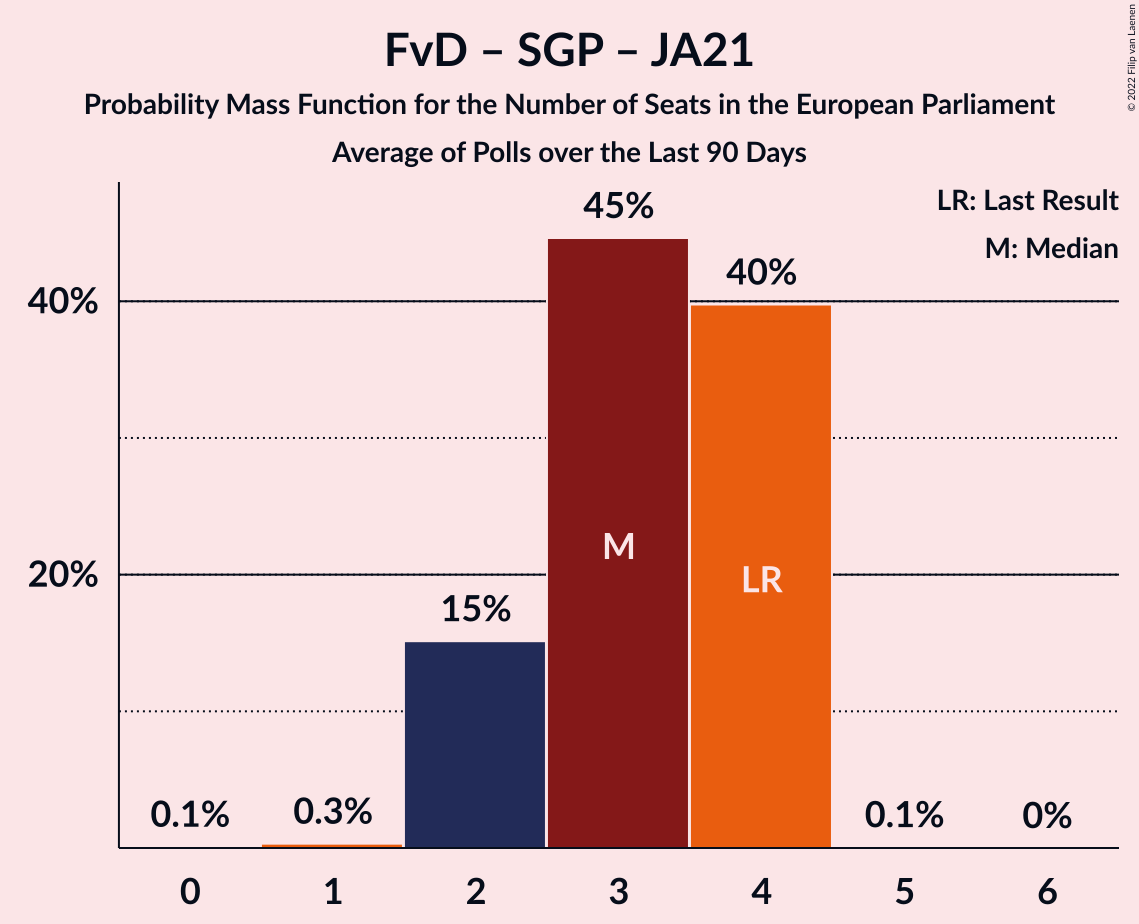 FvD – SGP – JA21
Probability Mass Function for the Number of Seats in the European Parliament
Average of Polls over the Last 90 Days
© 2022 Filip van Laenen
LR: Last Result
M: Median
45%
40%
40%
M
LR
20%
15%
0.1%
0.3%
0.1%
0%
0
1
2
3
4
5
6